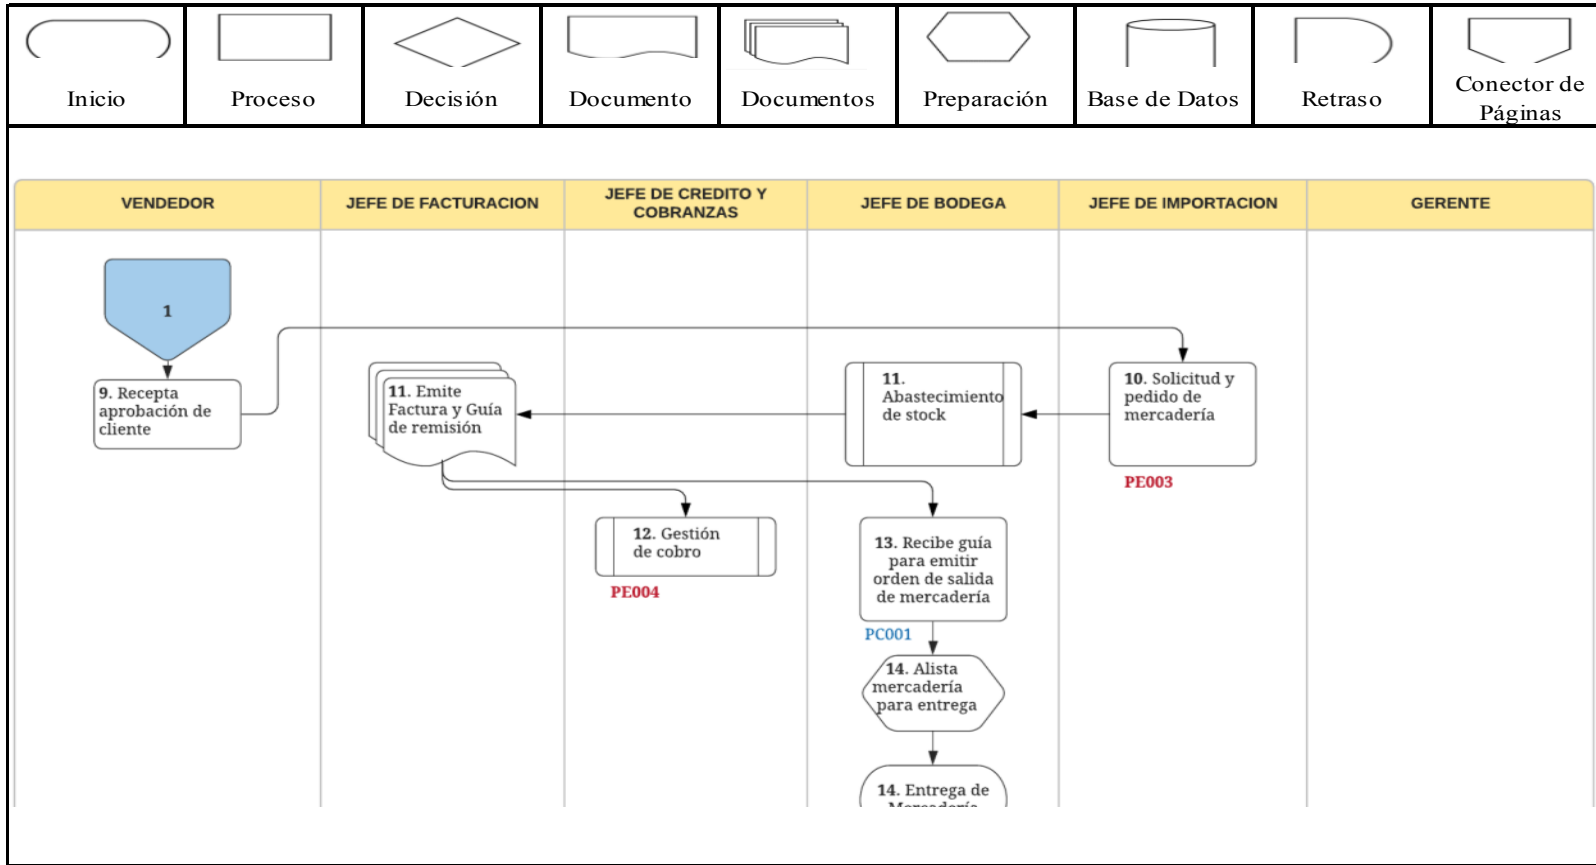 Inicio
Proceso
Decisión
Documento
Documentos
Preparación
Base de Datos
Retraso
Conector de
Páginas
VENDEDOR
JEFE DE FACTURACION
JEFE DE CREDITO Y
COBRANZAS
JEFE DE BODEGA
JEFE DE IMPORTACION
GERENTE
1
9. Recepta
aprobación de
cliente
11. Emite
Factura y Guía
de remisión
11.
Abastecimiento
de stock
10. Solicitud y
pedido de
mercadería
PE003
12. Gestión
de cobro
PE004
13. Recibe guía
para emitir
orden de salida
de mercadería
PC001
14. Alista
mercadería
para entrega
14. Entrega de
Mercadería